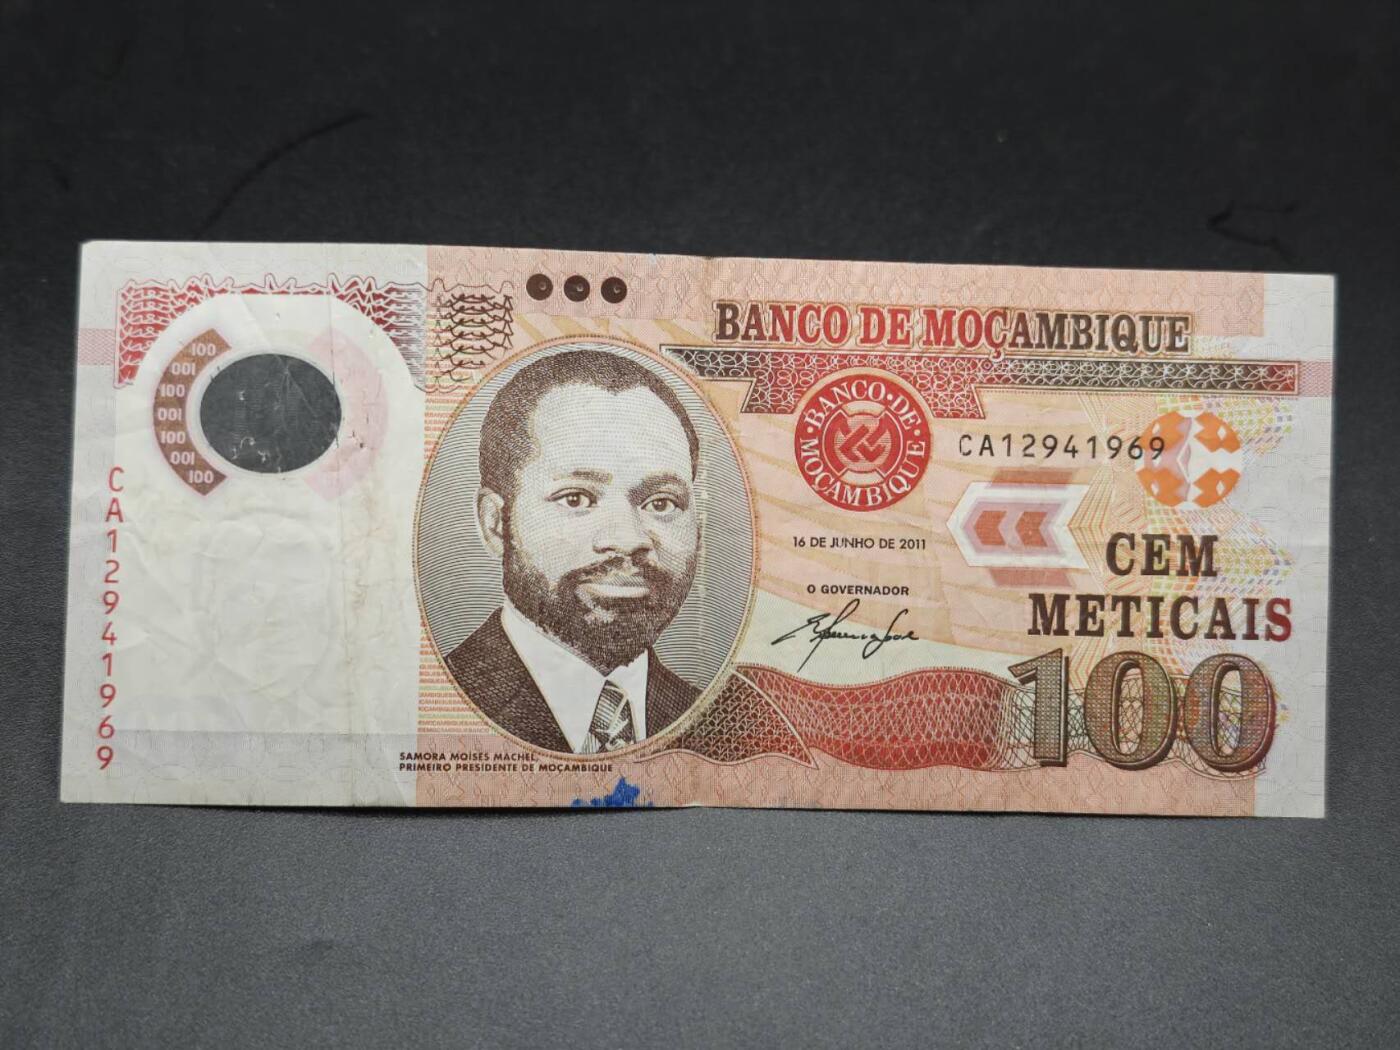 BANCO DE MOÇAMBIQUE
100
001
100
001
100
001
100
BANCO·DE·
MOÇAMBIQUE
CA12941969
CA12941969
16 DE JUNHO DE 2011
O GOVERNADOR
CEM
METICAIS
100
SAMORA MOISÉS MACHEL,
PRIMEIRO PRESIDENTE DE MOÇAMBIQUE